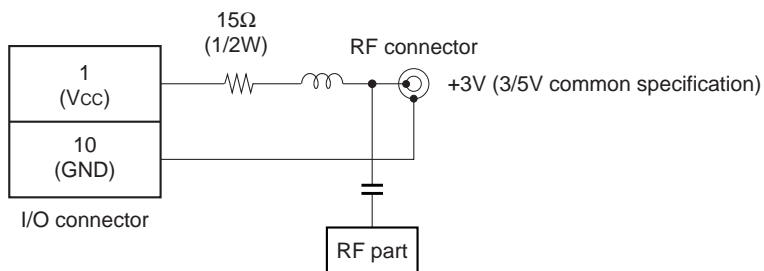 15Ω
(1/2W)
RF connector
1
(VCC)
+3V (3/5V common specification)
10
(GND)
I/O connector
RF part